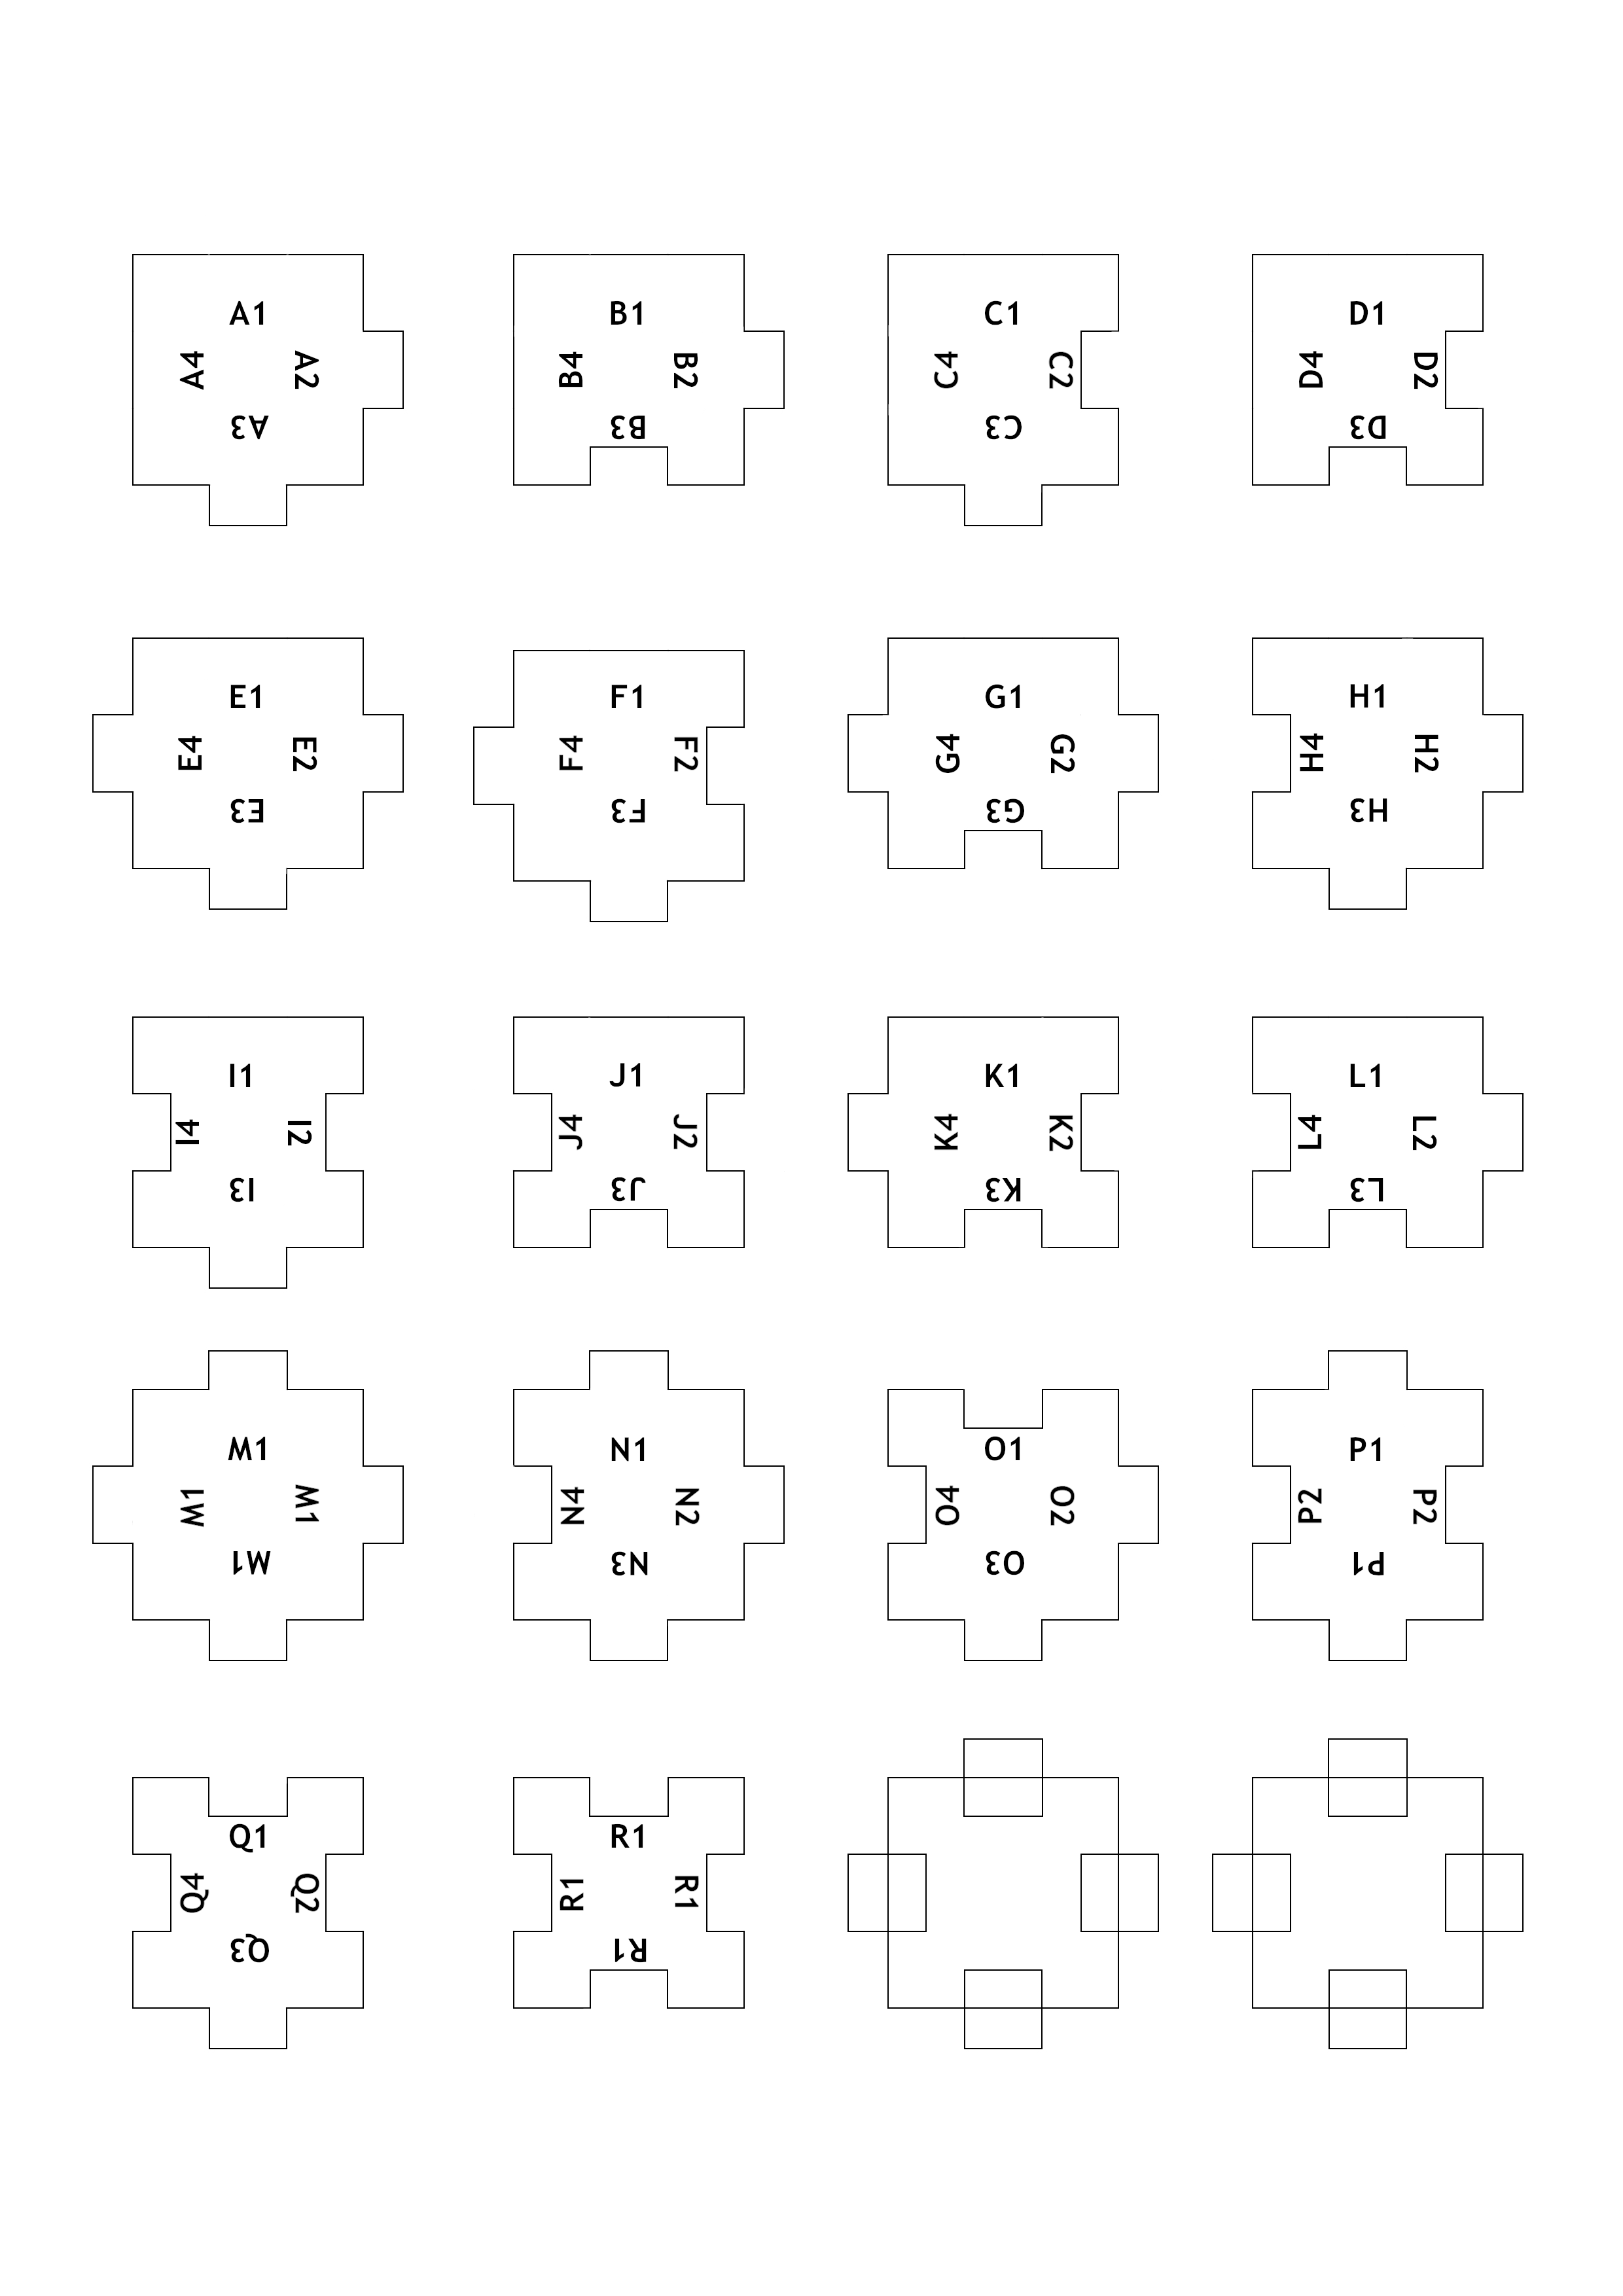 A1 B1 C1 D1
A4 A2 B4 B2 C4 C2 D4 D2
A3 B3 C3 D3
E1 F1 G1 H1
E4 E2 F4 F2 G4 G2 H4 H2
E3 F3 G3 H3
I1 J1 K1 L1
I4 I2 J4 J2 K4 K2 L4 L2
I3 J3 K3 L3
M1 N1 O1 P1
M1 M1 N4 N2 O4 O2 P2 P2
M1 N3 O3 P1
Q1 R1
Q4 Q2 R1 R1
Q3 R1